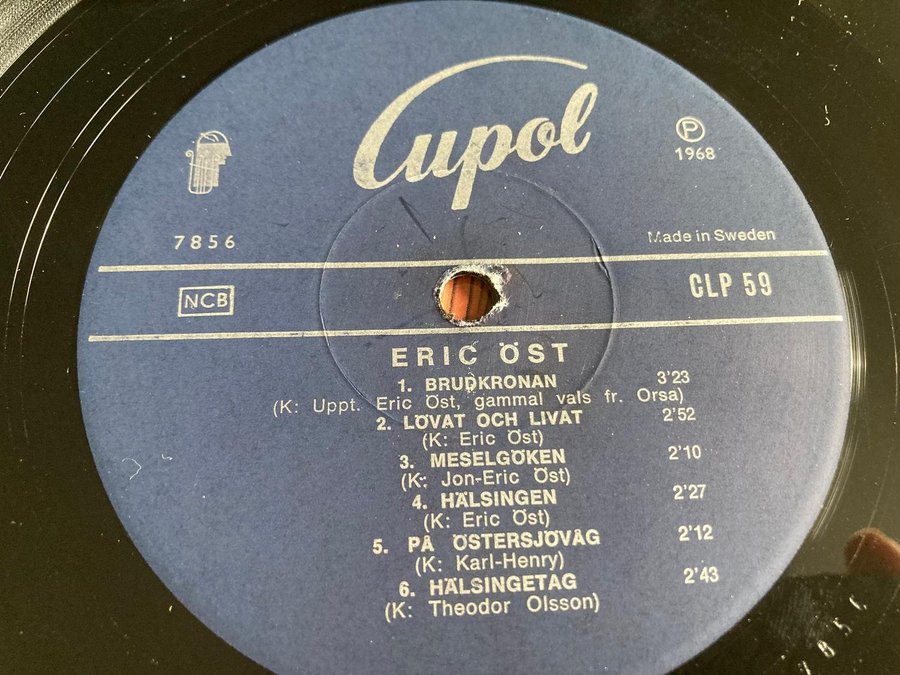 Cupol
Ⓟ
1968
7856
Made in Sweden
NCB
CLP 59
ERIC ÖST
1. BRUDKRONAN 3'23
(K: Uppt. Eric Öst, gammal vals fr. Orsa)
2. LÖVAT OCH LIVAT 2'52
(K: Eric Öst)
3. MESELGÖKEN 2'10
(K: Jon-Eric Öst)
4. HÄLSINGEN 2'27
(K: Eric Öst)
5. PÅ ÖSTERSJÖVÅG 2'12
(K: Karl-Henry)
6. HÄLSINGETAG 2'43
(K: Theodor Olsson)